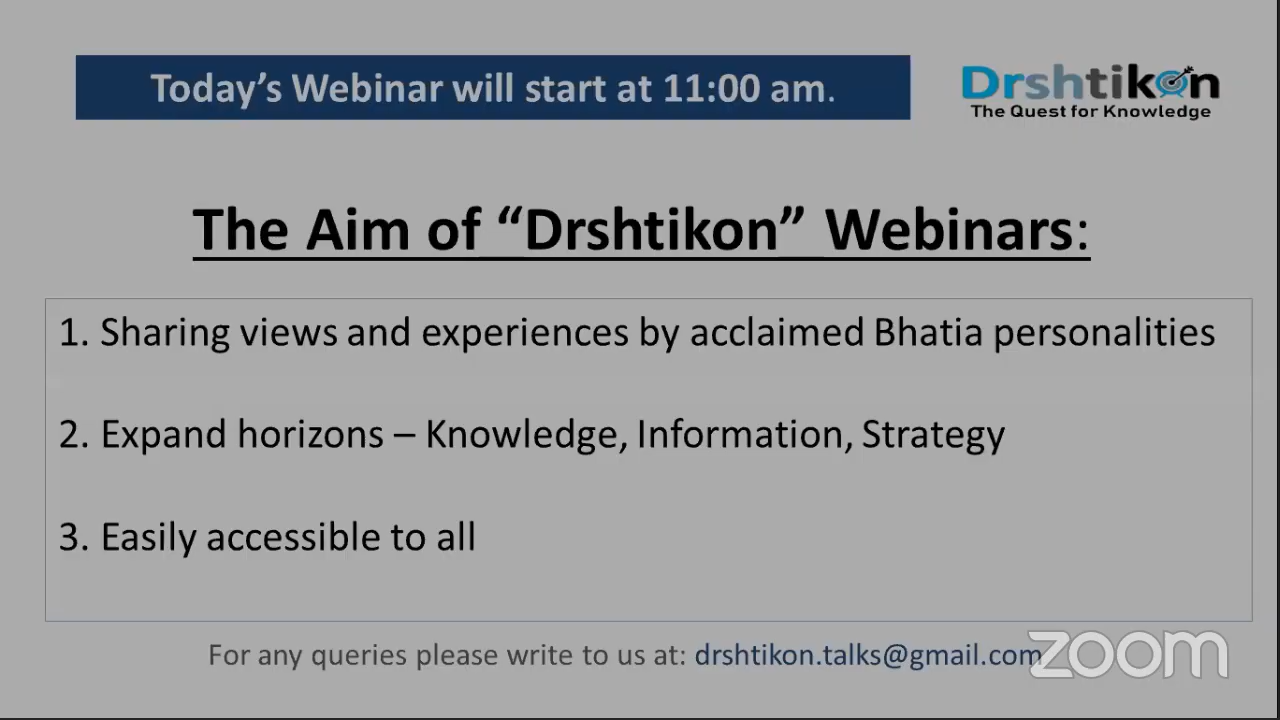 Today's Webinar will start at 11:00 am.
Drshtikon
The Quest for Knowledge
The Aim of “Drshtikon” Webinars:
1. Sharing views and experiences by acclaimed Bhatia personalities
2. Expand horizons – Knowledge, Information, Strategy
3. Easily accessible to all
For any queries please write to us at: drshtikon.talks@gmail.com
zoom